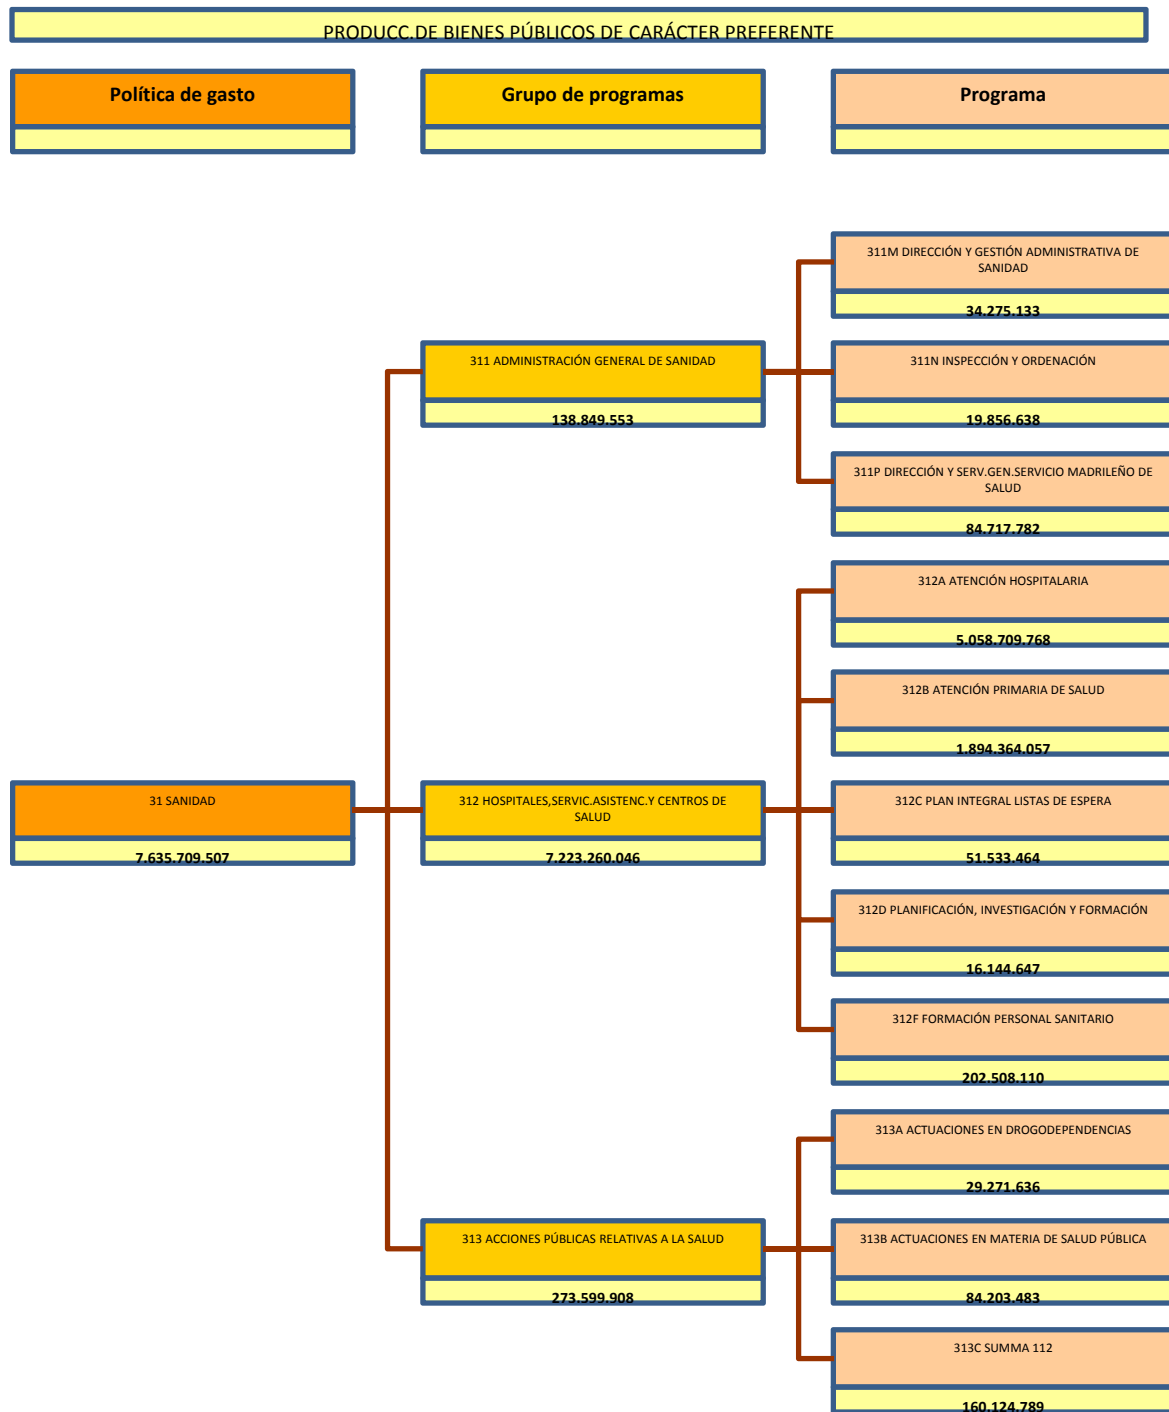 PRODUCC.DE BIENES PÚBLICOS DE CARÁCTER PREFERENTE
Política de gasto
Grupo de programas
Programa
311M DIRECCIÓN Y GESTIÓN ADMINISTRATIVA DE
SANIDAD
34.275.133
311 ADMINISTRACIÓN GENERAL DE SANIDAD
138.849.553
311N INSPECCIÓN Y ORDENACIÓN
19.856.638
311P DIRECCIÓN Y SERV.GEN.SERVICIO MADRILEÑO DE
SALUD
84.717.782
312A ATENCIÓN HOSPITALARIA
5.058.709.768
312B ATENCIÓN PRIMARIA DE SALUD
1.894.364.057
31 SANIDAD
7.635.709.507
312 HOSPITALES,SERVIC.ASISTENC.Y CENTROS DE
SALUD
7.223.260.046
312C PLAN INTEGRAL LISTAS DE ESPERA
51.533.464
312D PLANIFICACIÓN, INVESTIGACIÓN Y FORMACIÓN
16.144.647
312F FORMACIÓN PERSONAL SANITARIO
202.508.110
313A ACTUACIONES EN DROGODEPENDENCIAS
29.271.636
313 ACCIONES PÚBLICAS RELATIVAS A LA SALUD
273.599.908
313B ACTUACIONES EN MATERIA DE SALUD PÚBLICA
84.203.483
313C SUMMA 112
160.124.789